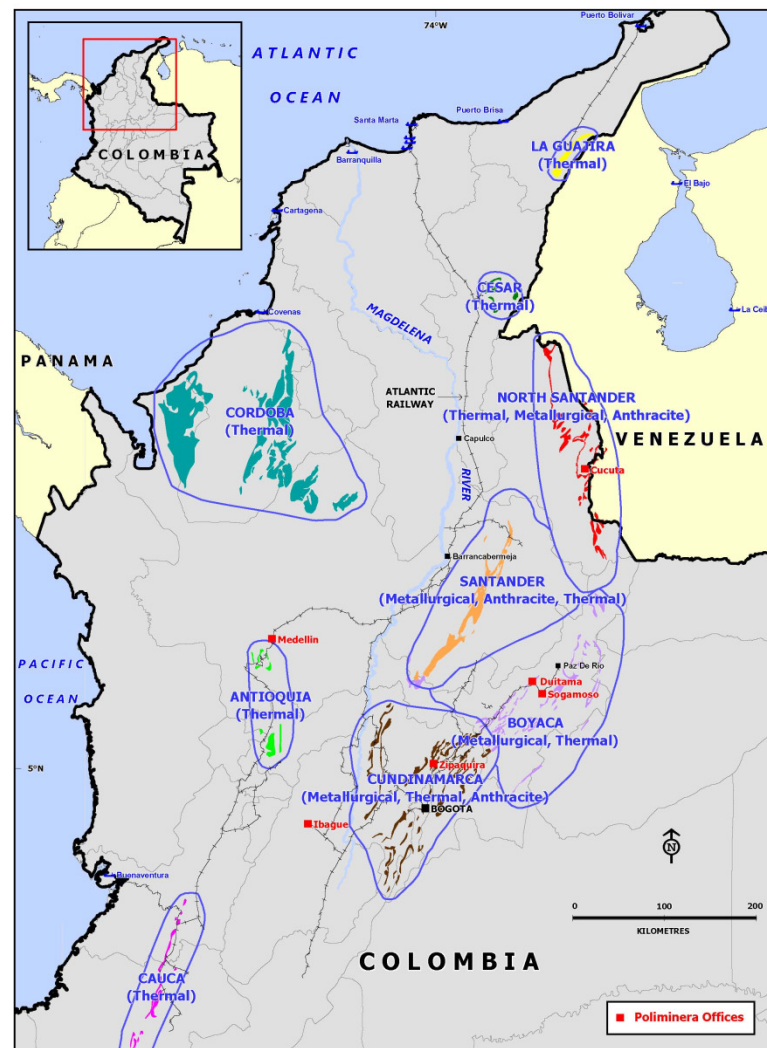 74°W
Puerto Bolivar
ATLANTIC
OCEAN
COLOMBIA
Santa Marta
Puerto Brisa
Barranquilla
LA GUAJIRA
(Thermal)
El Bajo
Cartagena
CESAR
(Thermal)
Covenas
La Ceib
MAGDELENA
RIVER
PANAMA
ATLANTIC
RAILWAY
CORDOBA
(Thermal)
NORTH SANTANDER
(Thermal, Metallurgical, Anthracite)
Capulco
VENEZUELA
Cucuta
Barrancabermeja
SANTANDER
(Metallurgical, Anthracite, Thermal)
Medellin
PACIFIC
OCEAN
Paz De Rio
Duitama
Sogamoso
ANTIOQUIA
(Thermal)
BOYACA
(Metallurgical, Thermal)
5°N
Zipaquira
CUNDINAMARCA
(Metallurgical, Thermal, Anthracite)
BOGOTA
Ibague
N
Buenaventura
0 100 200
KILOMETRES
COLOMBIA
CAUCA
(Thermal)
Poliminera Offices